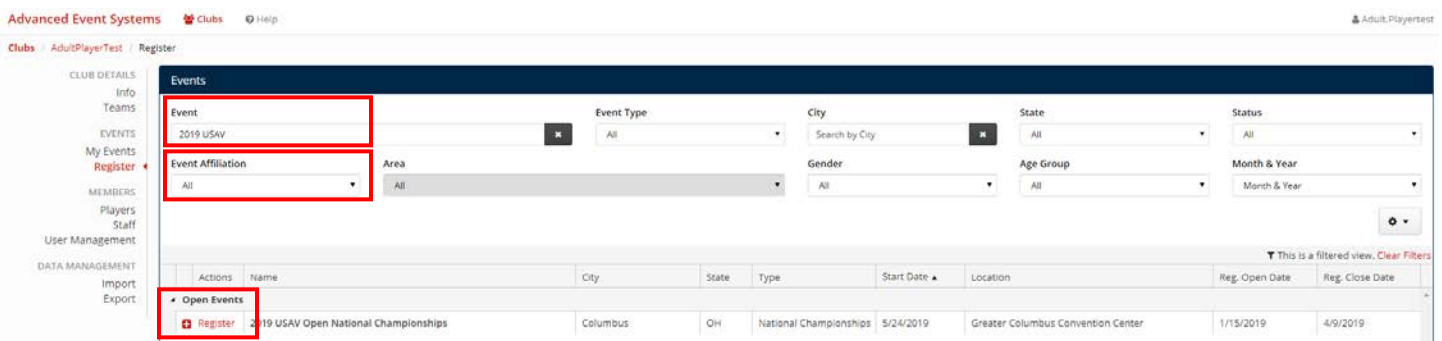 Advanced Event Systems Clubs Help Adult.Playertest
Clubs / AdultPlayerTest / Register
CLUB DETAILS
Info
Teams
EVENTS
My Events
Register
MEMBERS
Players
Staff
User Management
DATA MANAGEMENT
Import
Export
Events
Event Event Type City State Status
2019 USAV All Search by City All All
Event Affiliation Area Gender Age Group Month & Year
All All All All Month & Year
This is a filtered view. Clear Filters
Actions Name City State Type Start Date Location Reg. Open Date Reg. Close Date
Open Events
Register 2019 USAV Open National Championships Columbus OH National Championships 5/24/2019 Greater Columbus Convention Center 1/15/2019 4/9/2019